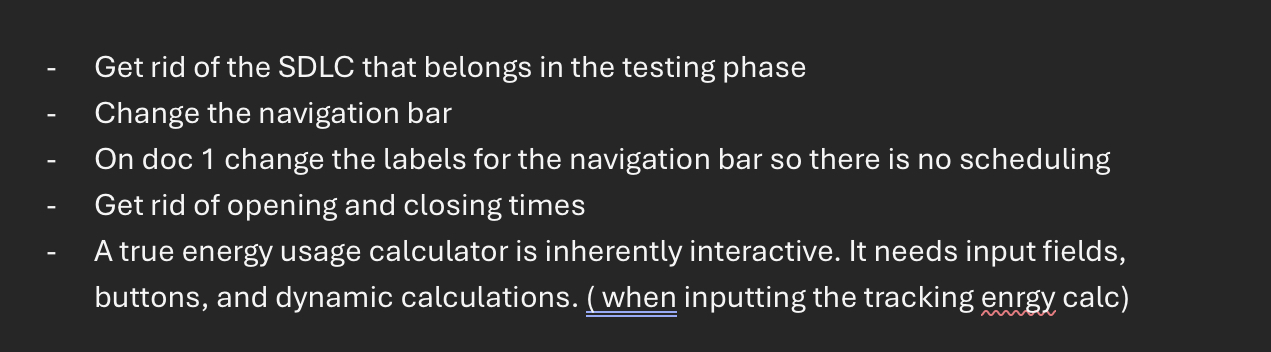 - Get rid of the SDLC that belongs in the testing phase
- Change the navigation bar
- On doc 1 change the labels for the navigation bar so there is no scheduling
- Get rid of opening and closing times
- A true energy usage calculator is inherently interactive. It needs input fields,
buttons, and dynamic calculations. ( when inputting the tracking enrgy calc)